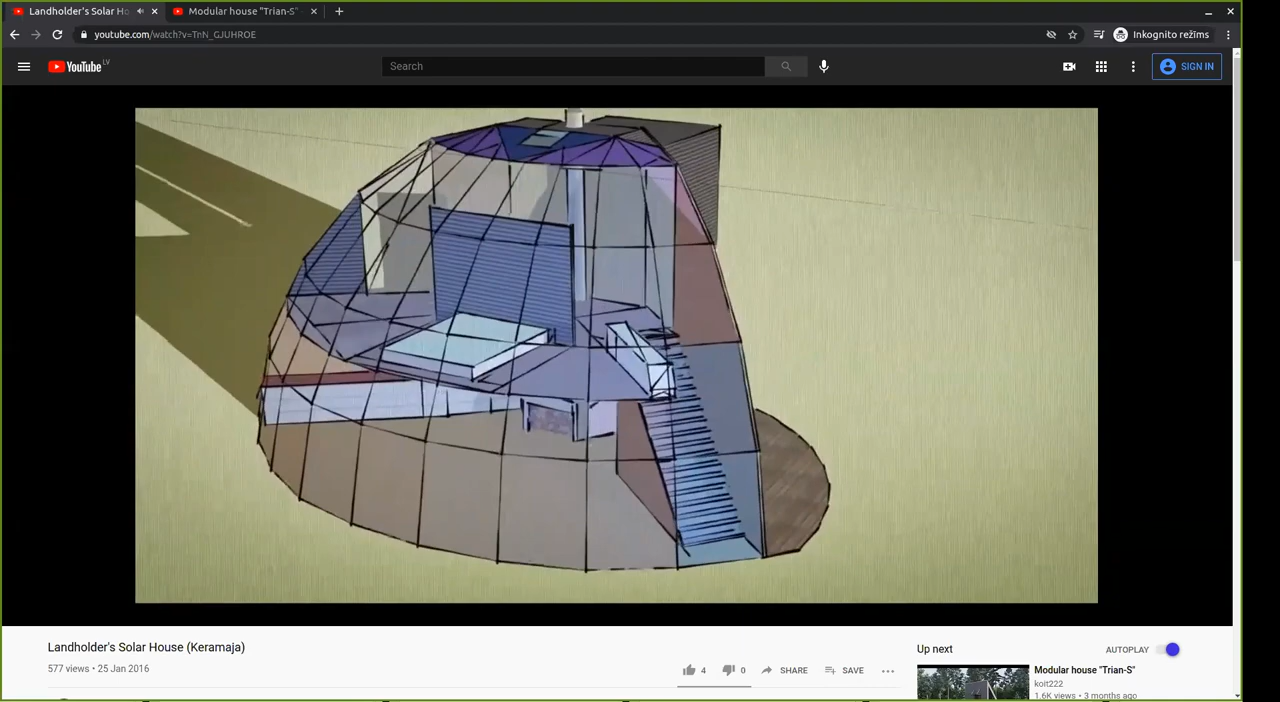 Landholder's Solar Ho
Modular house "Trian-S"
youtube.com/watch?v=TnN_GJUHROE
Inkognito režīms
YouTube LV
Search
SIGN IN
Landholder's Solar House (Keramaja)
577 views • 25 Jan 2016
4
0
SHARE
SAVE
Up next
AUTOPLAY
Modular house "Trian-S"
koit222
1.6K views • 3 months ago